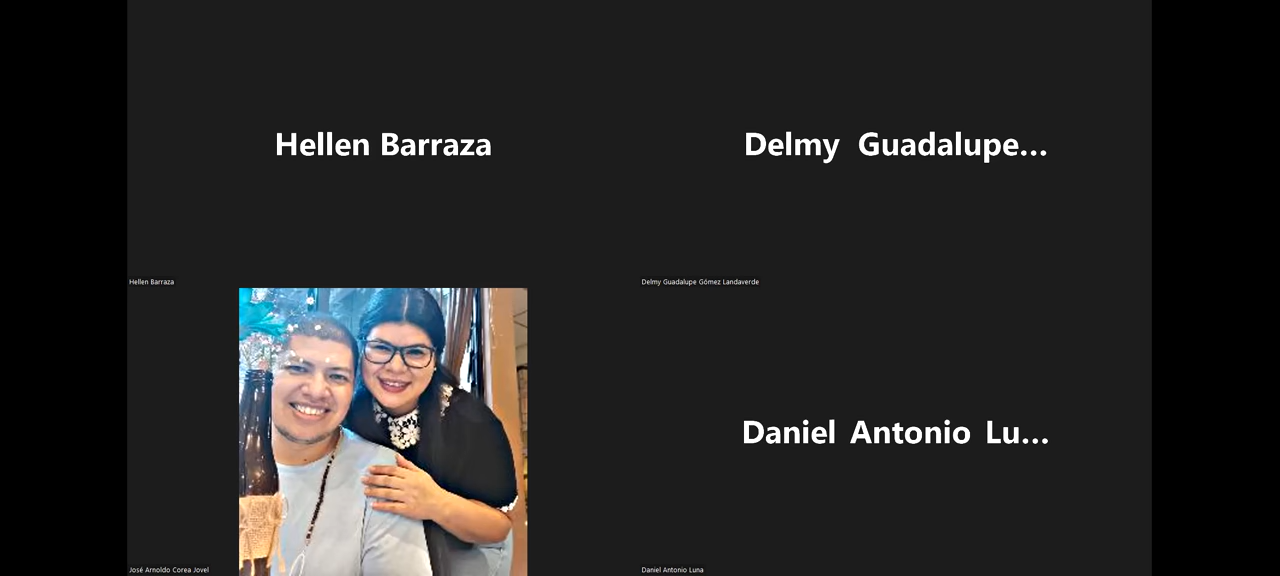 Hellen Barraza
Delmy Guadalupe...
Hellen Barraza
Delmy Guadalupe Gómez Landaverde
Daniel Antonio Lu...
José Arnoldo Corea Jovel
Daniel Antonio Luna